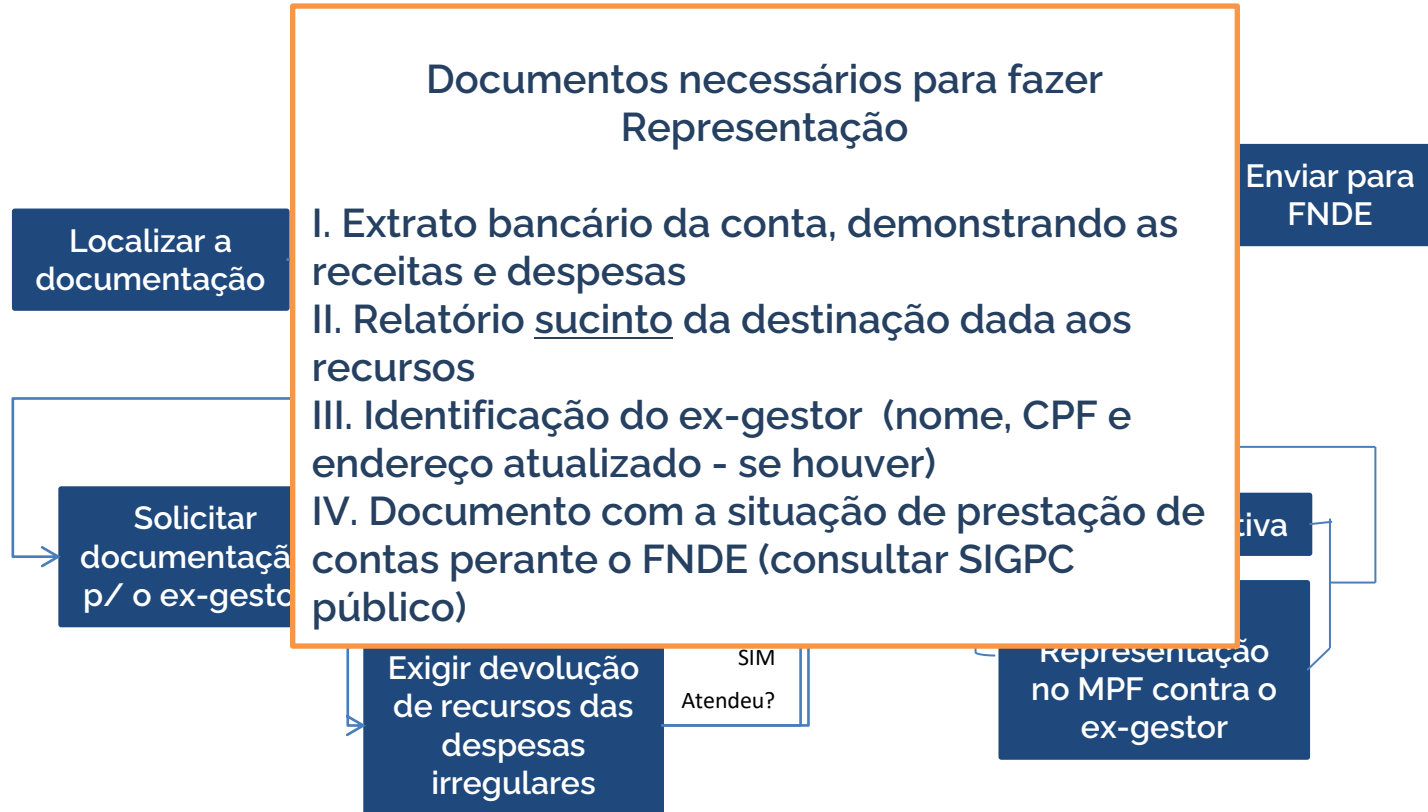 Documentos necessários para fazer
Representação
I. Extrato bancário da conta, demonstrando as
receitas e despesas
II. Relatório sucinto da destinação dada aos
recursos
III. Identificação do ex-gestor (nome, CPF e
endereço atualizado - se houver)
IV. Documento com a situação de prestação de
contas perante o FNDE (consultar SIGPC
público)
Enviar para
FNDE
Localizar a
documentação
Solicitar
documentaçã
p/ o ex-gesto
tiva
Exigir devolução
de recursos das
despesas
irregulares
SIM
Atendeu?
Representação
no MPF contra o
ex-gestor